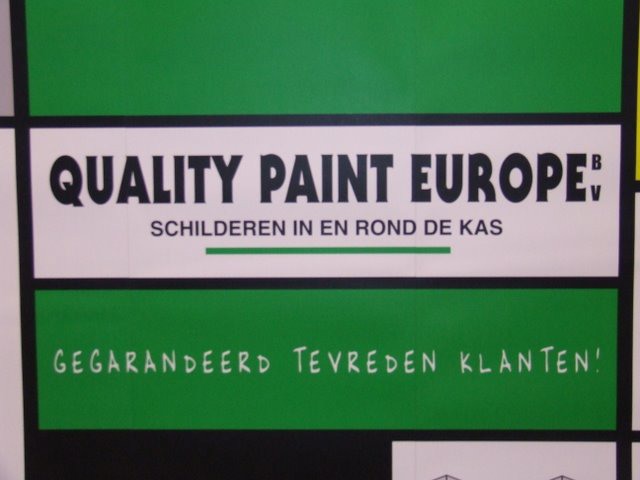 QUALITY PAINT EUROPE BV
SCHILDEREN IN EN ROND DE KAS
GEGARANDEERD TEVREDEN KLANTEN!